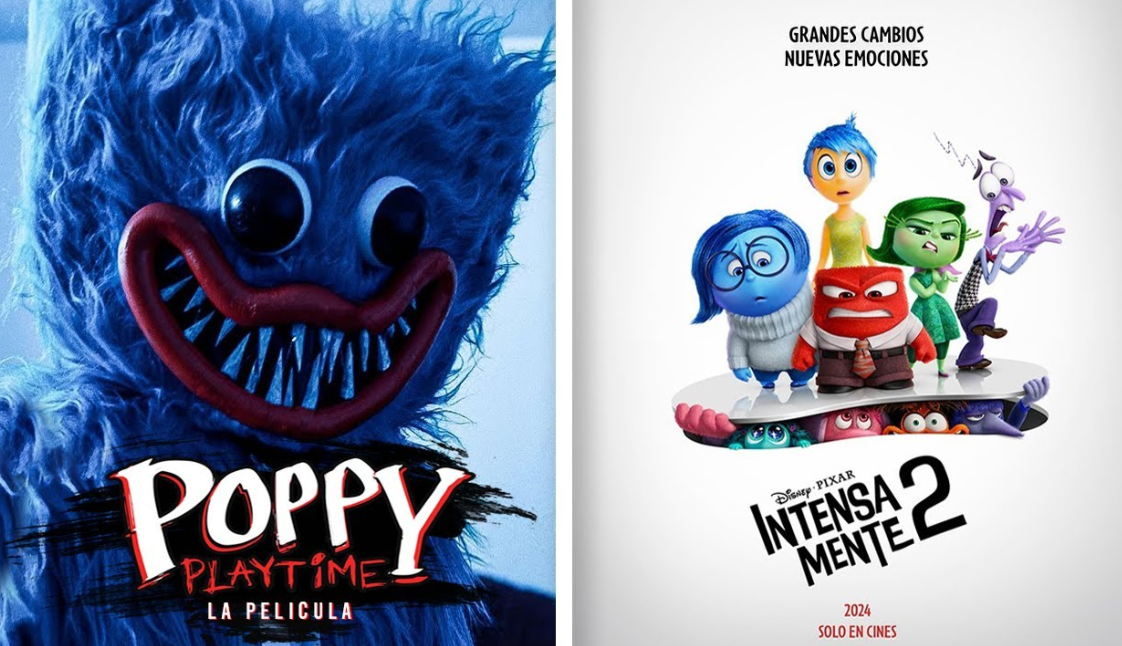 POPPY
PLAYTIME
LA PELICULA
GRANDES CAMBIOS
NUEVAS EMOCIONES
DISNEY · PIXAR
INTENSA
MENTE 2
2024
SOLO EN CINES